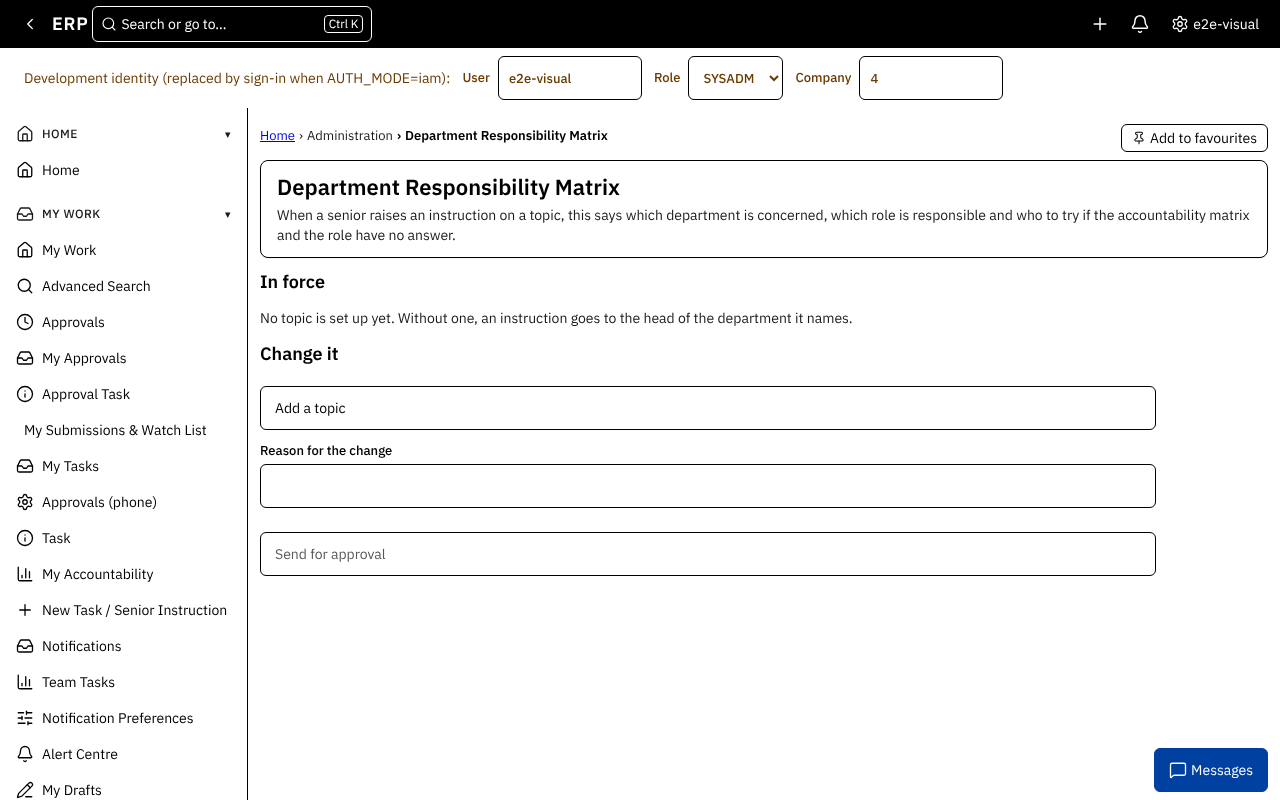 ERP
Search or go to...
Ctrl K
e2e-visual
Development identity (replaced by sign-in when AUTH_MODE=iam):
User
e2e-visual
Role
SYSADM
Company
4
HOME
Home
MY WORK
My Work
Advanced Search
Approvals
My Approvals
Approval Task
My Submissions & Watch List
My Tasks
Approvals (phone)
Task
My Accountability
New Task / Senior Instruction
Notifications
Team Tasks
Notification Preferences
Alert Centre
My Drafts
Home › Administration › Department Responsibility Matrix
Add to favourites
Department Responsibility Matrix
When a senior raises an instruction on a topic, this says which department is concerned, which role is responsible and who to try if the accountability matrix
and the role have no answer.
In force
No topic is set up yet. Without one, an instruction goes to the head of the department it names.
Change it
Add a topic
Reason for the change
Send for approval
Messages